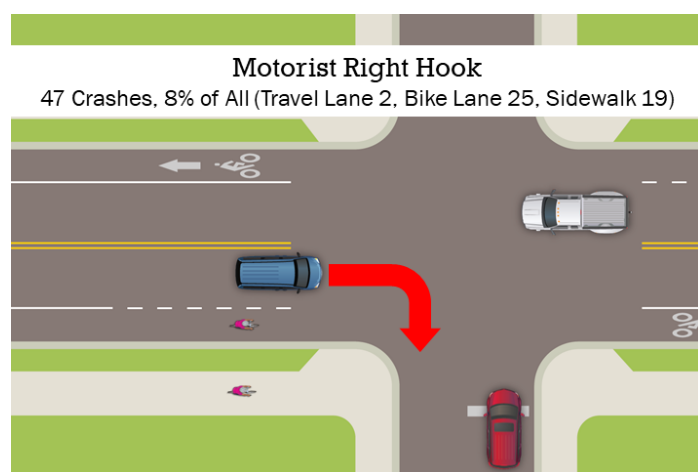 Motorist Right Hook
47 Crashes, 8% of All (Travel Lane 2, Bike Lane 25, Sidewalk 19)